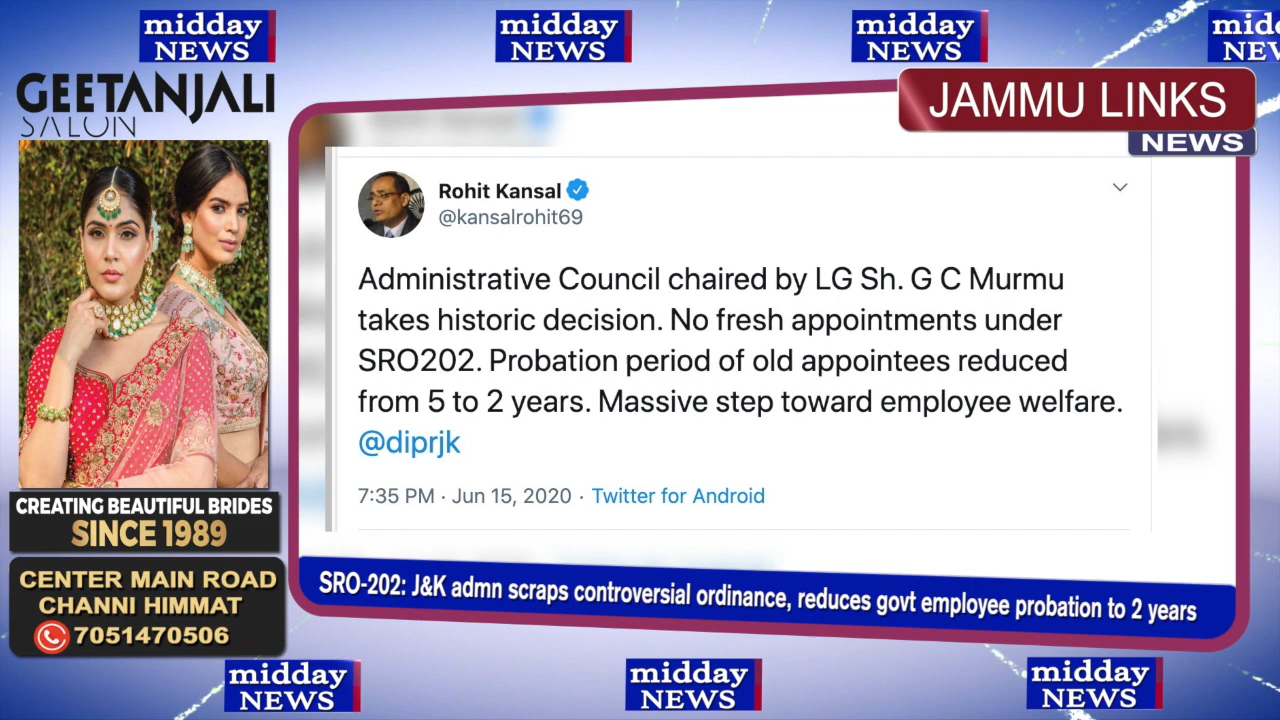 midday
NEWS
midday
NEWS
midday
NEWS
GEETANJALI
SALON
JAMMU LINKS
NEWS
Rohit Kansal
@kansalrohit69
Administrative Council chaired by LG Sh. G C Murmu
takes historic decision. No fresh appointments under
SRO202. Probation period of old appointees reduced
from 5 to 2 years. Massive step toward employee welfare.
@diprjk
7:35 PM · Jun 15, 2020 · Twitter for Android
CREATING BEAUTIFUL BRIDES
SINCE 1989
CENTER MAIN ROAD
CHANNI HIMMAT
7051470506
SRO-202: J&K admn scraps controversial ordinance, reduces govt employee probation to 2 years
midday
NEWS
midday
NEWS
midday
NEWS